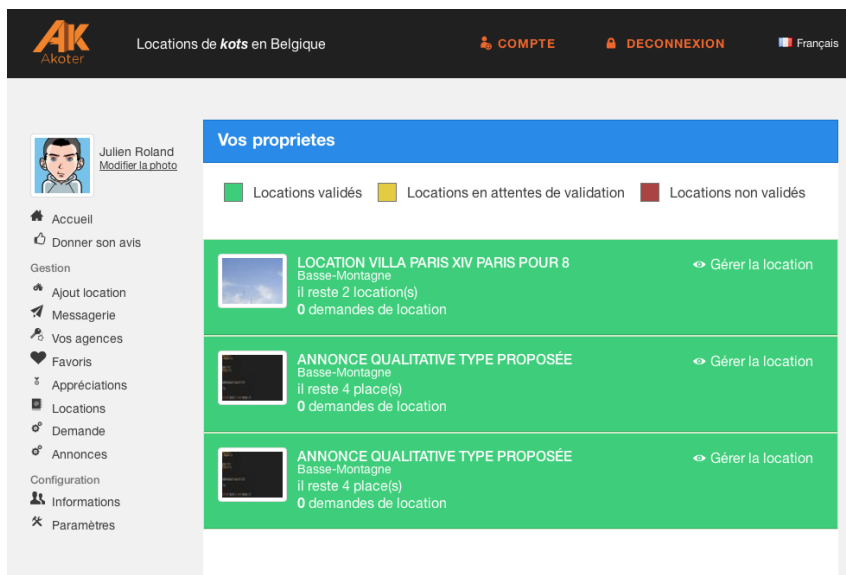 AK
Akoter
Locations de kots en Belgique
COMPTE
DECONNEXION
Français
Julien Roland
Modifier la photo
Accueil
Donner son avis
Gestion
Ajout location
Messagerie
Vos agences
Favoris
Appréciations
Locations
Demande
Annonces
Configuration
Informations
Paramètres
Vos proprietes
Locations validés
Locations en attentes de validation
Locations non validés
LOCATION VILLA PARIS XIV PARIS POUR 8
Basse-Montagne
il reste 2 location(s)
0 demandes de location
Gérer la location
ANNONCE QUALITATIVE TYPE PROPOSÉE
Basse-Montagne
il reste 4 place(s)
0 demandes de location
Gérer la location
ANNONCE QUALITATIVE TYPE PROPOSÉE
Basse-Montagne
il reste 4 place(s)
0 demandes de location
Gérer la location